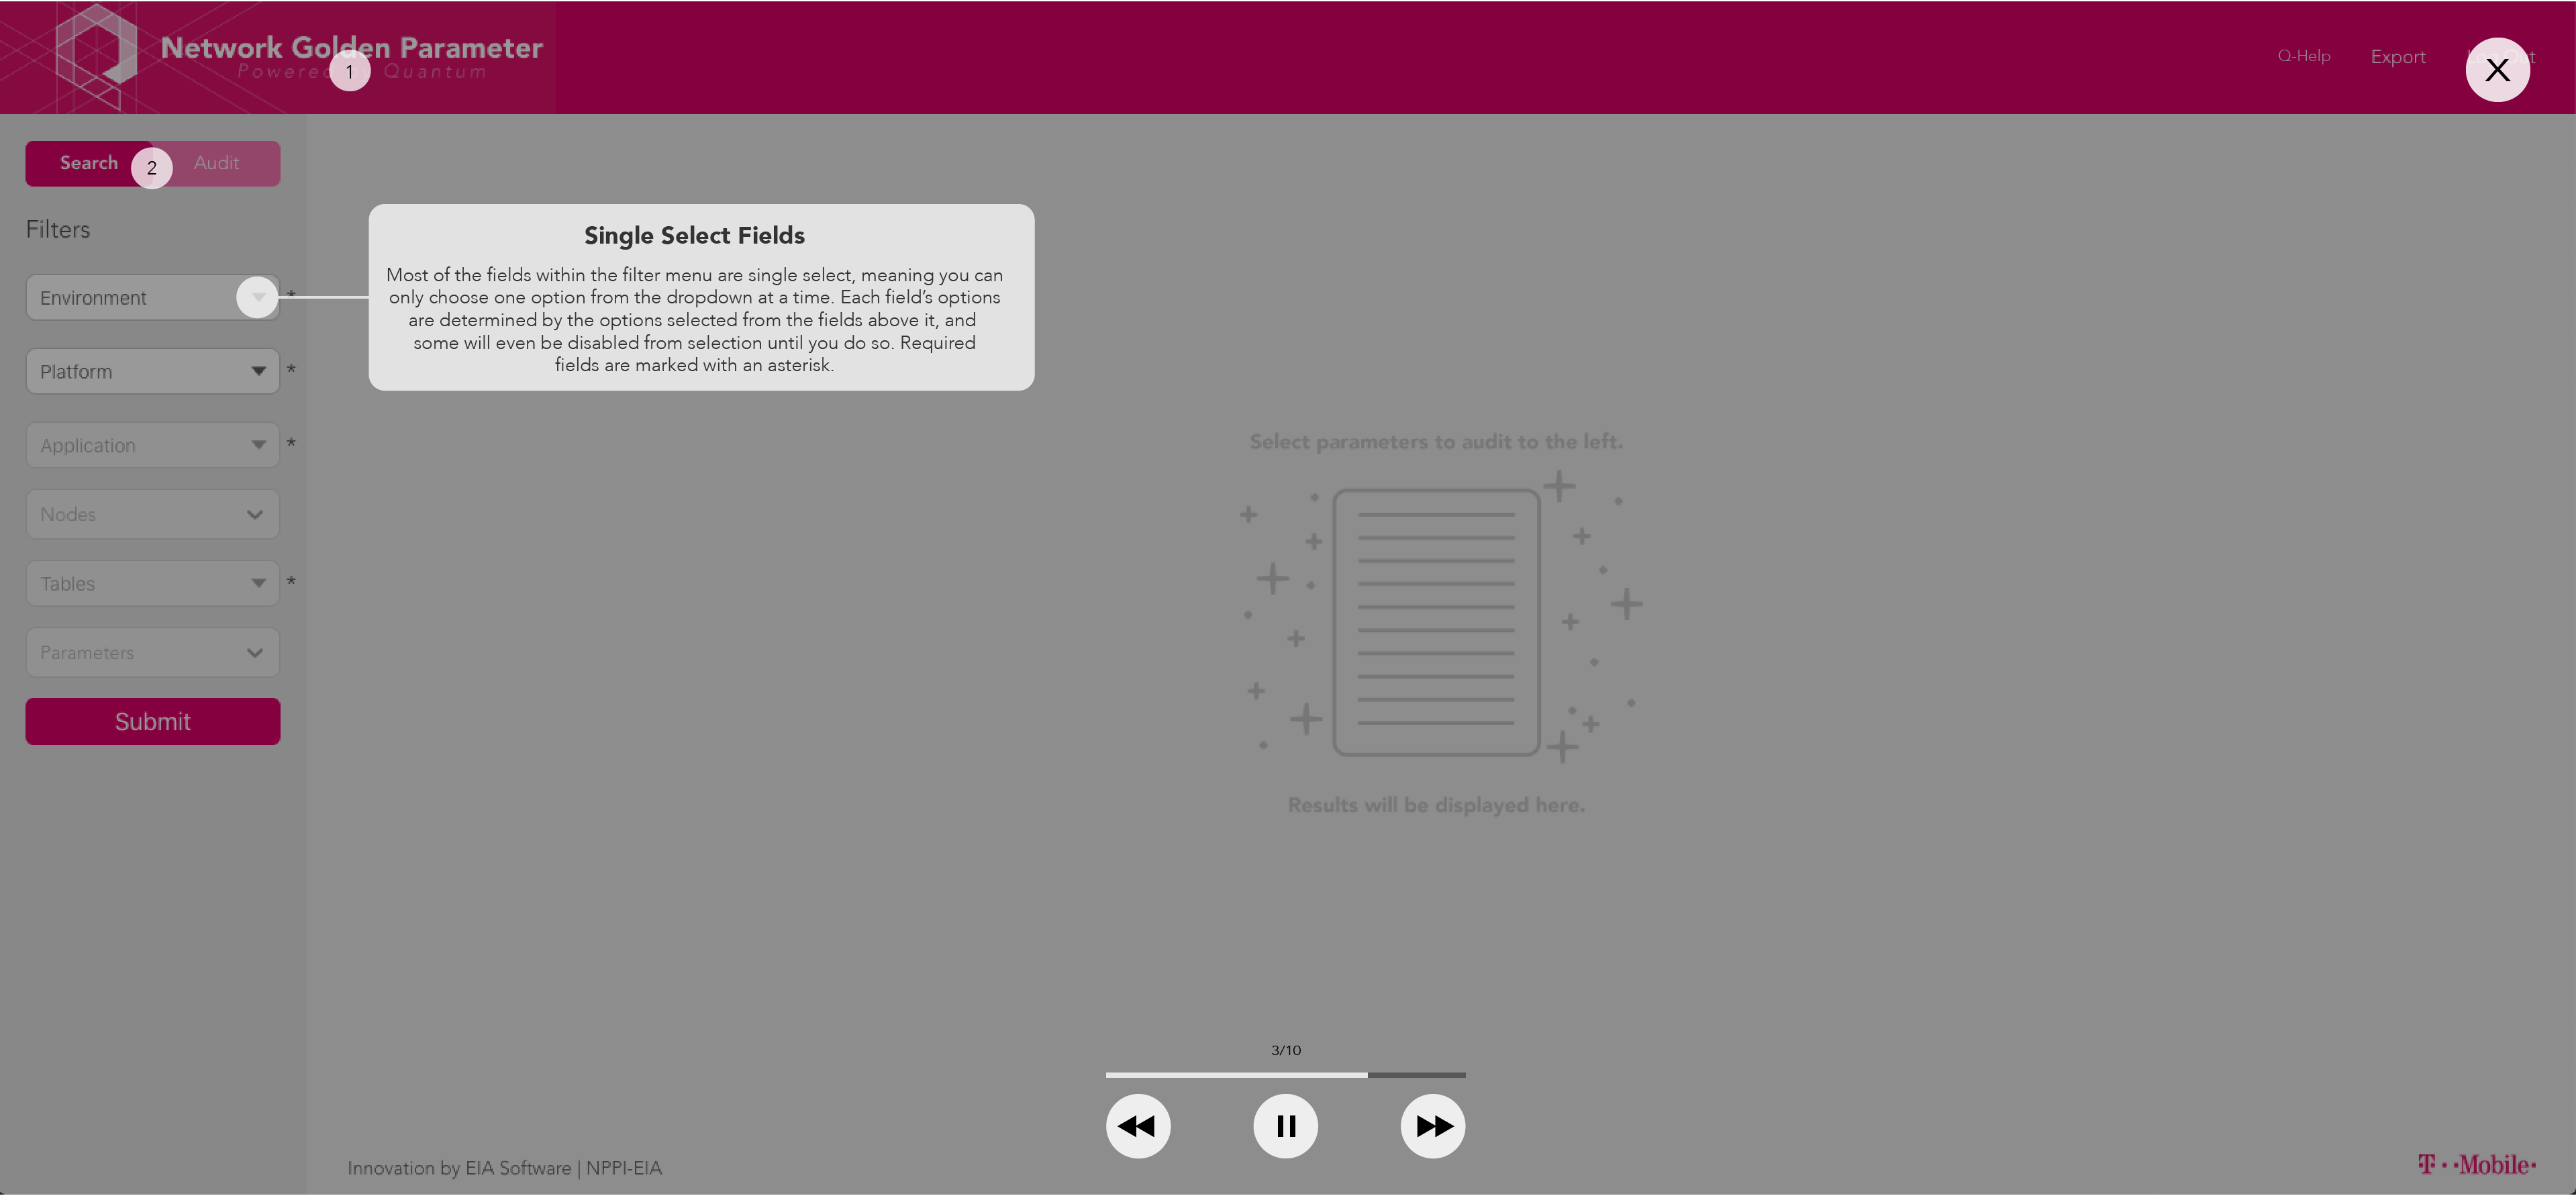 Network Golden Parameter
Powered Quantum
1
Q-Help
Export
X
Search
2
Audit
Filters
Single Select Fields
Most of the fields within the filter menu are single select, meaning you can
only choose one option from the dropdown at a time. Each field’s options
are determined by the options selected from the fields above it, and
some will even be disabled from selection until you do so. Required
fields are marked with an asterisk.
Environment *
Platform *
Application *
Nodes
Tables *
Parameters
Submit
Select parameters to audit to the left.
Results will be displayed here.
3/10
Innovation by EIA Software | NPPI-EIA
T··Mobile·